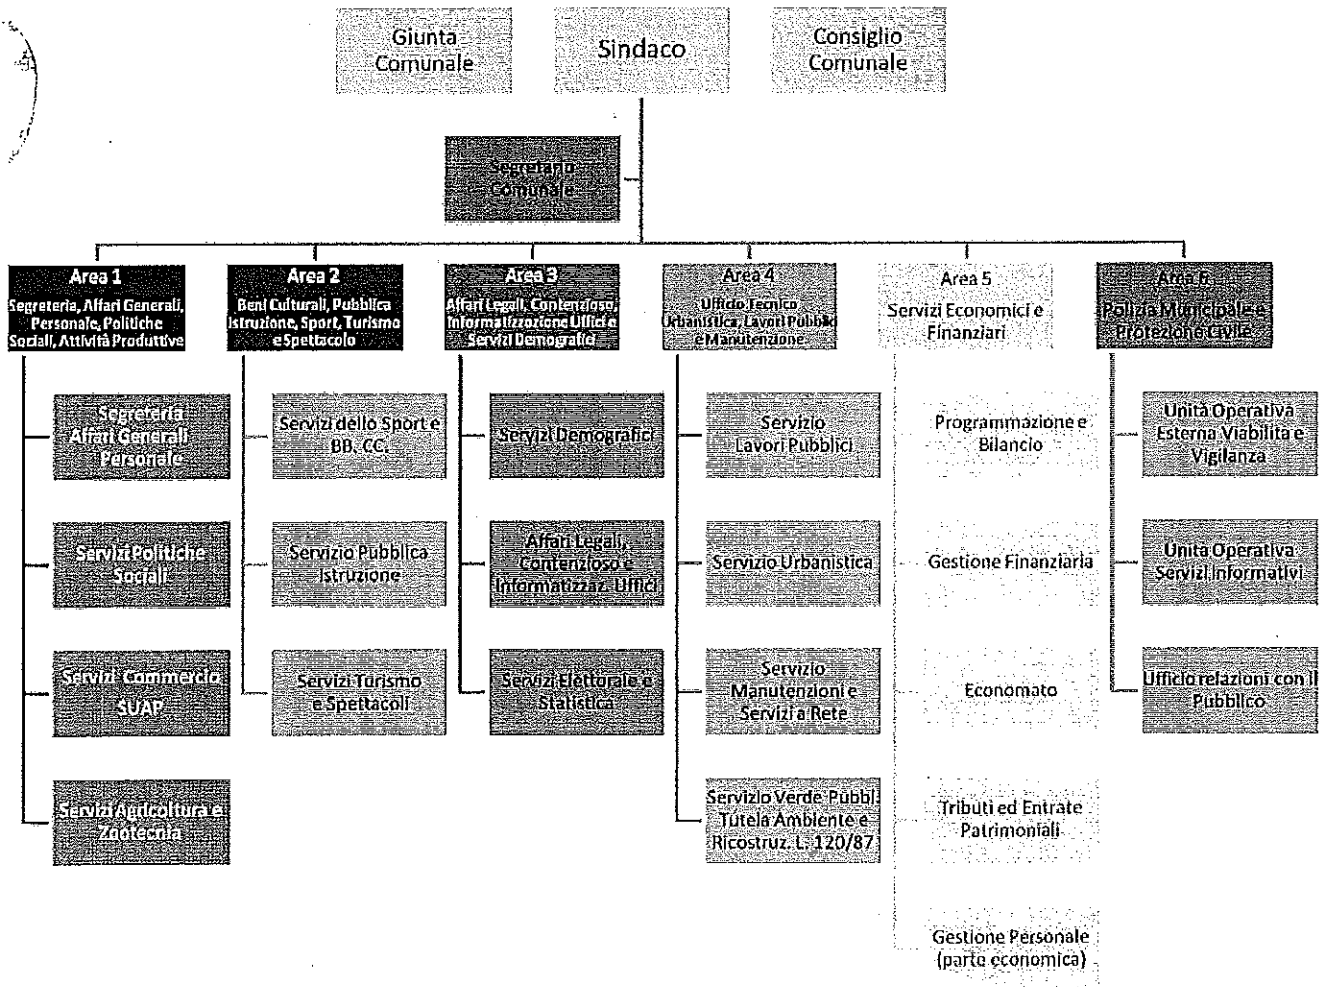 Giunta
Comunale
Sindaco
Consiglio
Comunale
Segretario
Comunale
Area 1
Segreteria, Affari Generali,
Personale, Politiche
Sociali, Attività Produttive
Segreteria
Affari Generali
Personale
Servizi Politiche
Sociali
Servizi Commercio
SUAP
Servizi Agricoltura e
Zootecnia
Area 2
Beni Culturali, Pubblica
Istruzione, Sport, Turismo
e Spettacolo
Servizi dello Sport e
BB. CC.
Servizio Pubblica
Istruzione
Servizi Turismo
e Spettacoli
Area 3
Affari Legali, Contenzioso,
Informatizzazione Uffici e
Servizi Demografici
Servizi Demografici
Affari Legali,
Contenzioso e
Informatizzaz. Uffici
Servizi Elettorale e
Statistica
Area 4
Ufficio Tecnico
Urbanistica, Lavori Pubblici
e Manutenzione
Servizio
Lavori Pubblici
Servizio Urbanistica
Servizio
Manutenzioni e
Servizi a Rete
Servizio Verde Pubbl.
Tutela Ambiente e
Ricostruz. L. 120/87
Area 5
Servizi Economici e
Finanziari
Programmazione e
Bilancio
Gestione Finanziaria
Economato
Tributi ed Entrate
Patrimoniali
Gestione Personale
(parte economica)
Area 6
Polizia Municipale e
Protezione Civile
Unità Operativa
Esterna Viabilità e
Vigilanza
Unità Operativa
Servizi Informativi
Ufficio relazioni con il
Pubblico